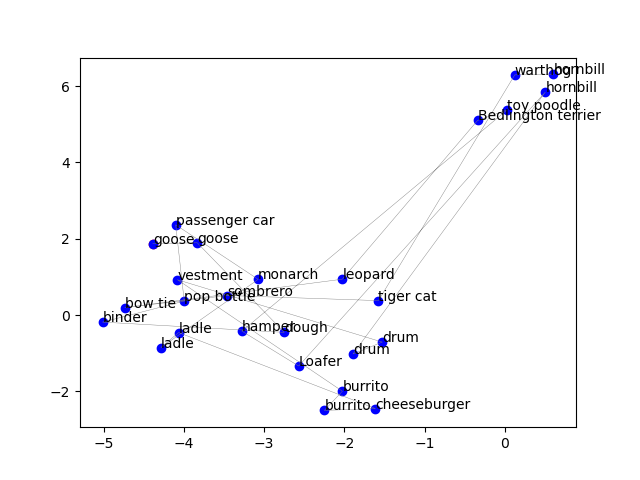 warthog
hornbill
hornbill
toy poodle
Bedlington terrier
passenger car
goose
goose
vestment
monarch
leopard
sombrero
pop bottle
tiger cat
bow tie
binder
ladle
hamper
dough
drum
ladle
drum
Loafer
burrito
burrito
cheeseburger
6
4
2
0
−2
−5
−4
−3
−2
−1
0